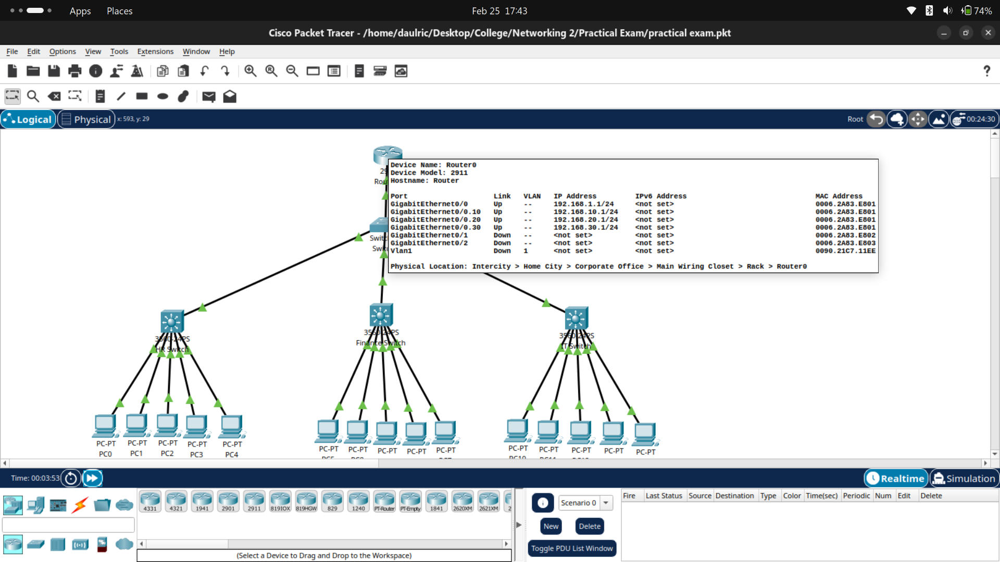 Apps Places Feb 25 17:43 74%
Cisco Packet Tracer - /home/daulric/Desktop/College/Networking 2/Practical Exam/practical exam.pkt
File Edit Options View Tools Extensions Window Help
Logical Physical x: 593, y: 29 Root 00:24:30
Device Name: Router0
Device Model: 2911
Hostname: Router
Port Link VLAN IP Address IPv6 Address MAC Address
GigabitEthernet0/0 Up -- 192.168.1.1/24 <not set> 0006.2A83.E801
GigabitEthernet0/0.10 Up -- 192.168.10.1/24 <not set> 0006.2A83.E801
GigabitEthernet0/0.20 Up -- 192.168.20.1/24 <not set> 0006.2A83.E801
GigabitEthernet0/0.30 Up -- 192.168.30.1/24 <not set> 0006.2A83.E801
GigabitEthernet0/1 Down -- <not set> <not set> 0006.2A83.E802
GigabitEthernet0/2 Down -- <not set> <not set> 0006.2A83.E803
Vlan1 Down 1 <not set> <not set> 0090.21C7.11EE
Physical Location: Intercity > Home City > Corporate Office > Main Wiring Closet > Rack > Router0
3560-24PS
HR Switch
3560-24PS
Finance Switch
3560-24PS
IT Switch
PC-PT PC-PT PC-PT PC-PT PC-PT
PC0 PC1 PC2 PC3 PC4
PC-PT PC-PT PC-PT PC-PT PC-PT
PC-PT PC-PT PC-PT PC-PT PC-PT
PC10 PC11
Time: 00:03:53 Realtime Simulation
4331 4321 1941 2901 2911 819IOX 819HGW 829 1240 PT-Router PT-Empty 1841 2620XM 2621XM
(Select a Device to Drag and Drop to the Workspace)
Scenario 0
New Delete
Toggle PDU List Window
Fire Last Status Source Destination Type Color Time(sec) Periodic Num Edit Delete